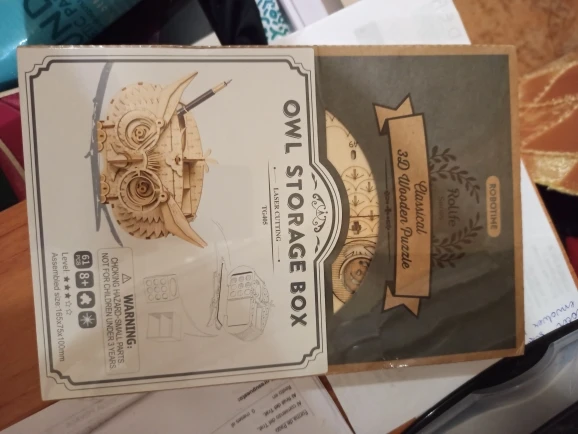 ROBOTIME
Rolife
Classical
3D Wooden Puzzle
OWL STORAGE BOX
LASER CUTTING
TG405
61
8+
WARNING:
CHOKING HAZARD-SMALL PARTS
NOT FOR CHILDREN UNDER 3 YEARS
Level ★★★☆☆
Assembled size:185x75x100mm